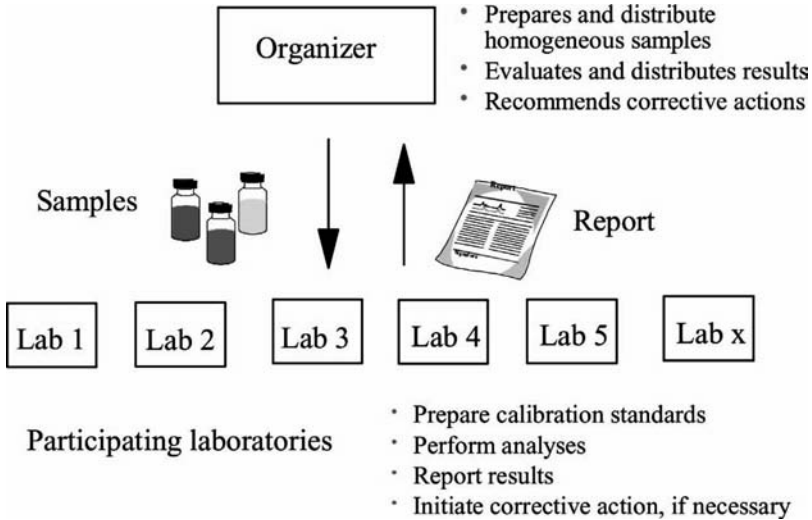 Organizer
• Prepares and distribute
homogeneous samples
• Evaluates and distributes results
• Recommends corrective actions
Samples
Report
Report
Lab 1
Lab 2
Lab 3
Lab 4
Lab 5
Lab x
Participating laboratories
• Prepare calibration standards
• Perform analyses
• Report results
• Initiate corrective action, if necessary